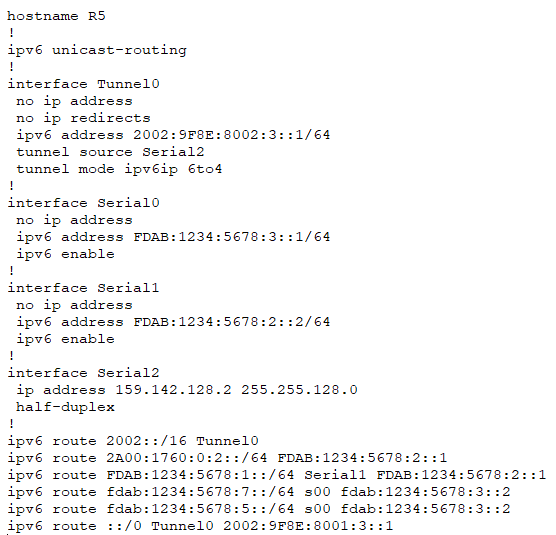 hostname R5
!
ipv6 unicast-routing
!
interface Tunnel0
no ip address
no ip redirects
ipv6 address 2002:9F8E:8002:3::1/64
tunnel source Serial2
tunnel mode ipv6ip 6to4
!
interface Serial0
no ip address
ipv6 address FDAB:1234:5678:3::1/64
ipv6 enable
!
interface Serial1
no ip address
ipv6 address FDAB:1234:5678:2::2/64
ipv6 enable
!
interface Serial2
ip address 159.142.128.2 255.255.128.0
half-duplex
!
ipv6 route 2002::/16 Tunnel0
ipv6 route 2A00:1760:0:2::/64 FDAB:1234:5678:2::1
ipv6 route FDAB:1234:5678:1::/64 Serial1 FDAB:1234:5678:2::1
ipv6 route fdab:1234:5678:7::/64 s00 fdab:1234:5678:3::2
ipv6 route fdab:1234:5678:5::/64 s00 fdab:1234:5678:3::2
ipv6 route ::/0 Tunnel0 2002:9F8E:8001:3::1